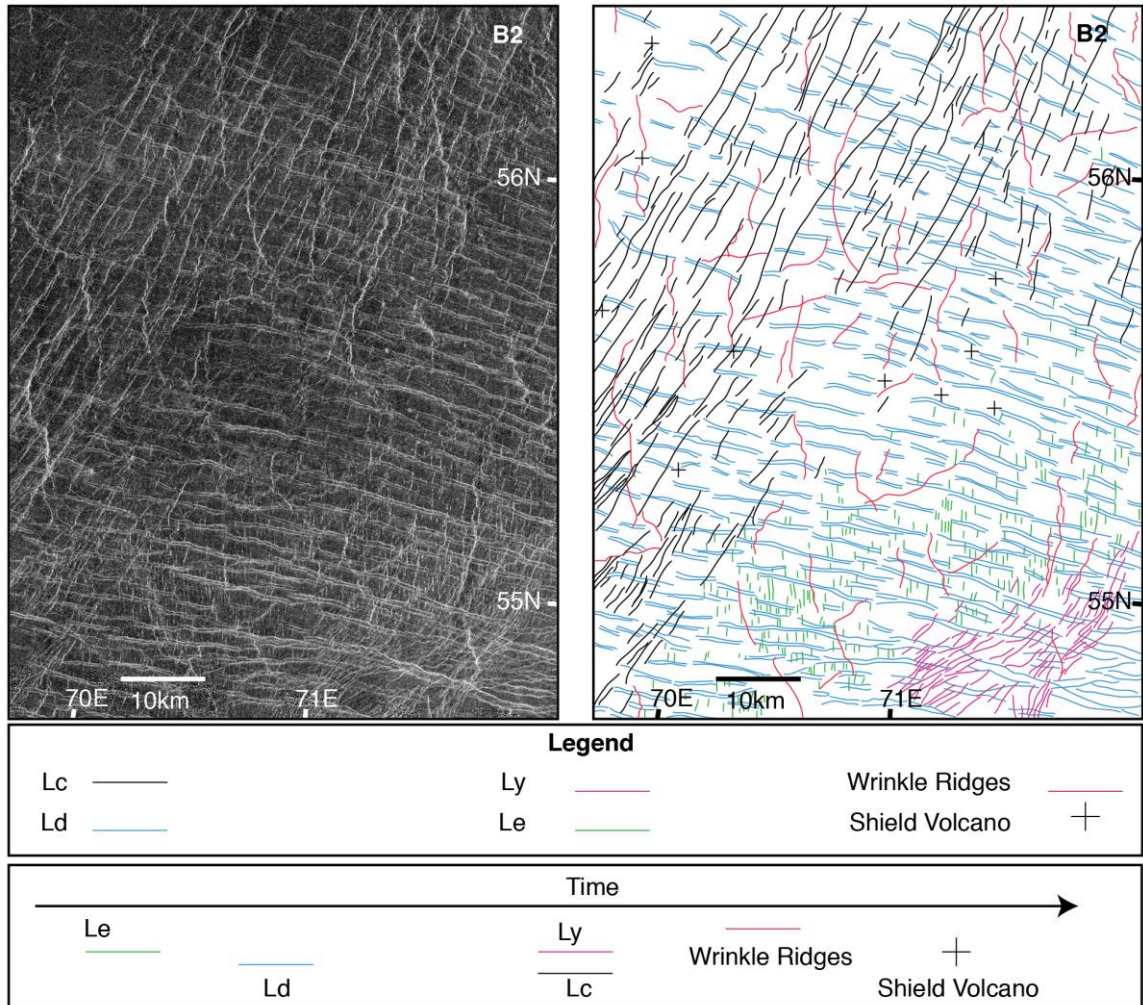 B2
56N
55N
70E
10km
71E
B2
56N
55N
70E
10km
71E
Legend
Lc
Ly
Wrinkle Ridges
Ld
Le
Shield Volcano
Time
Le
Ly
Wrinkle Ridges
Ld
Lc
Shield Volcano